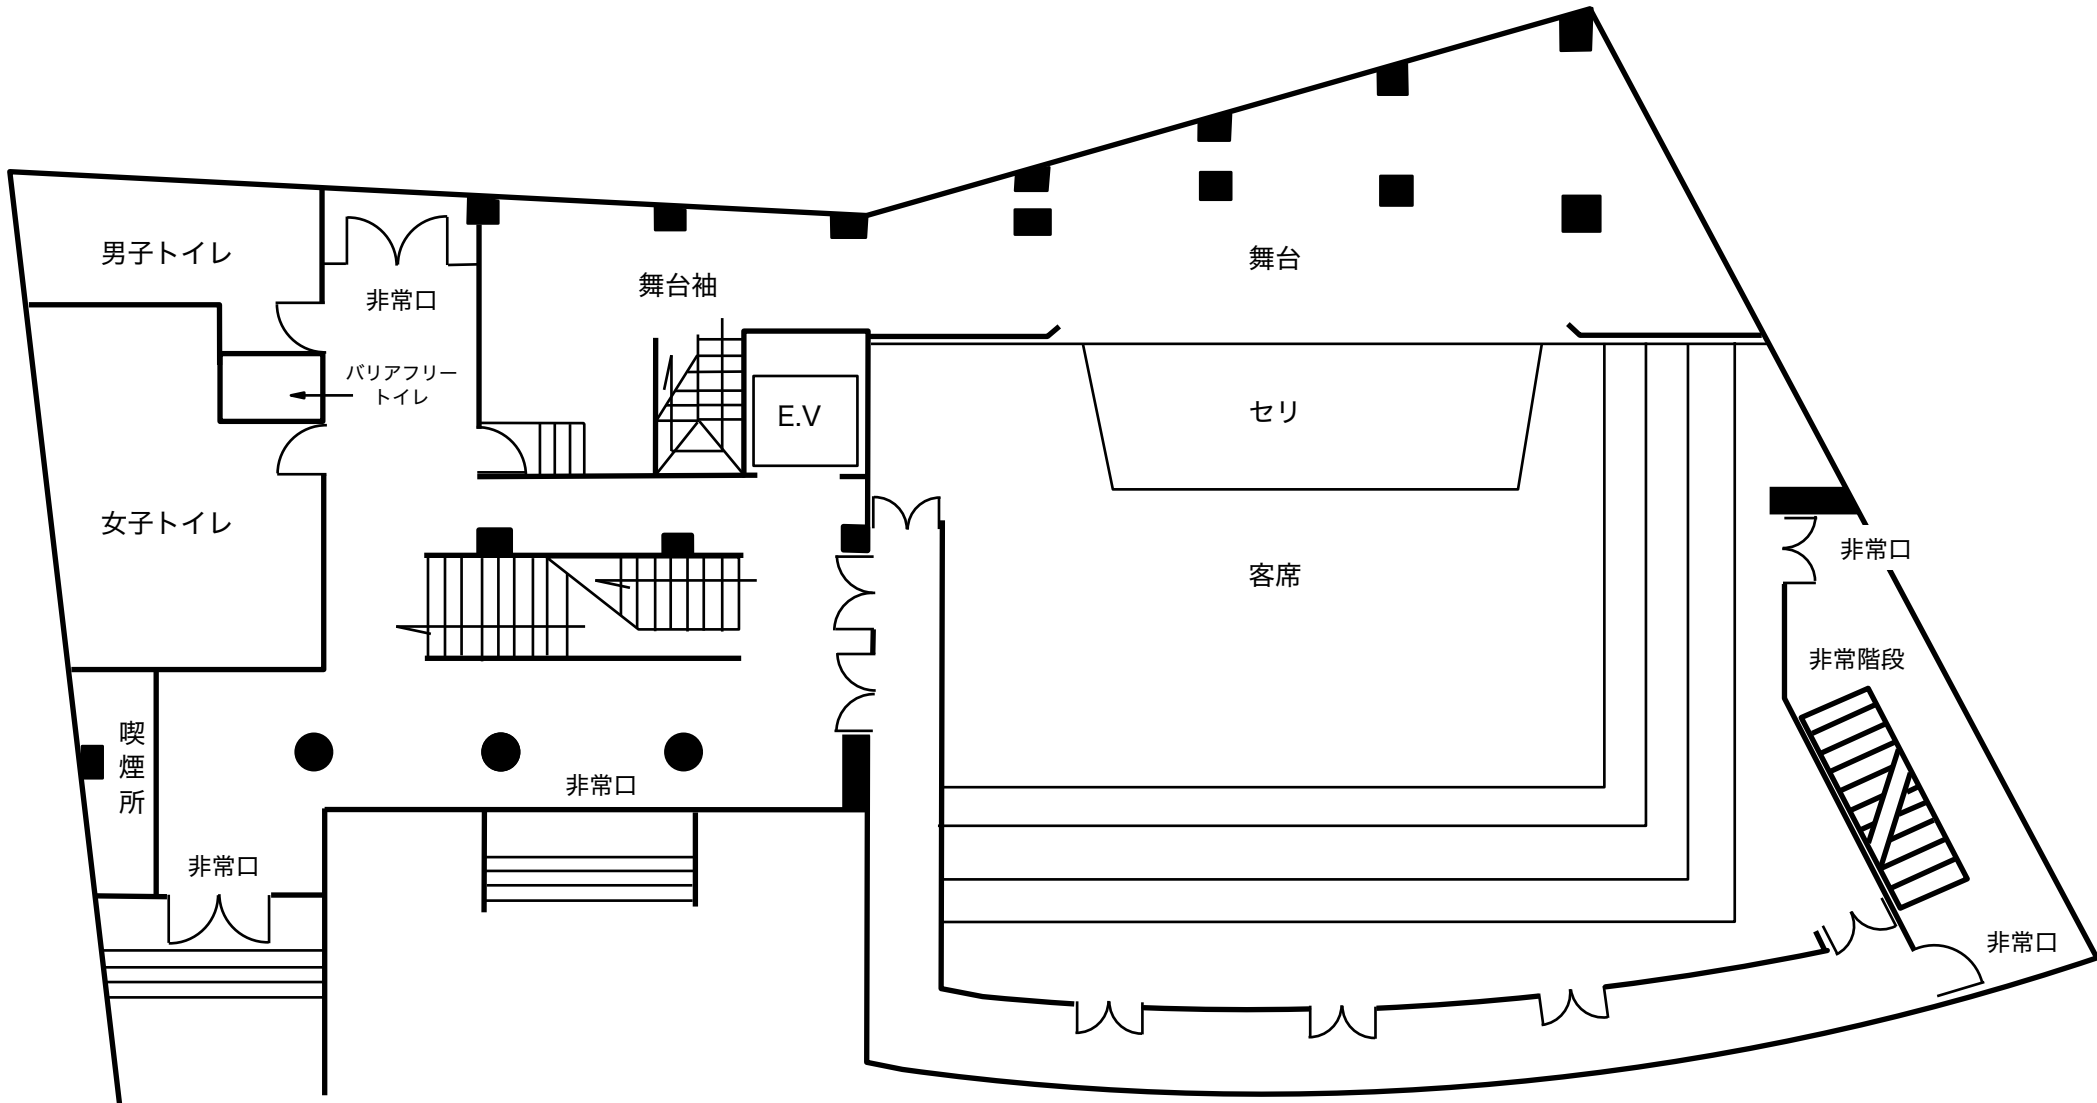 舞台
男子トイレ
舞台袖
非常口
バリアフリー
トイレ
E.V
セリ
女子トイレ
客席
非常口
非常階段
喫煙所
非常口
非常口
非常口